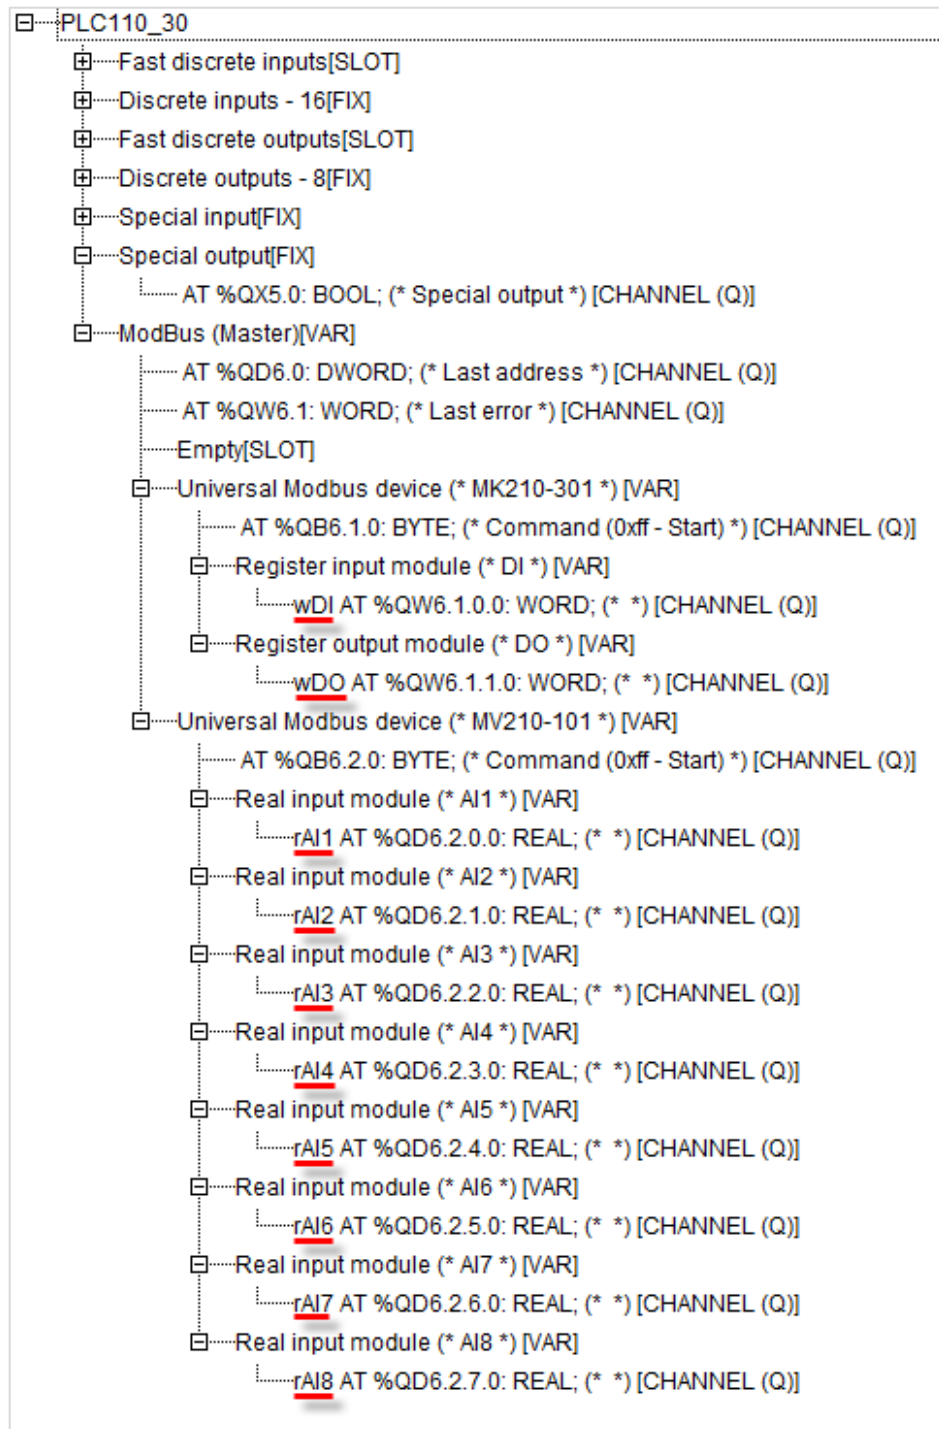 PLC110_30
Fast discrete inputs[SLOT]
Discrete inputs - 16[FIX]
Fast discrete outputs[SLOT]
Discrete outputs - 8[FIX]
Special input[FIX]
Special output[FIX]
AT %QX5.0: BOOL; (* Special output *) [CHANNEL (Q)]
ModBus (Master)[VAR]
AT %QD6.0: DWORD; (* Last address *) [CHANNEL (Q)]
AT %QW6.1: WORD; (* Last error *) [CHANNEL (Q)]
Empty[SLOT]
Universal Modbus device (* MK210-301 *) [VAR]
AT %QB6.1.0: BYTE; (* Command (0xff - Start) *) [CHANNEL (Q)]
Register input module (* DI *) [VAR]
wDI AT %QW6.1.0.0: WORD; (*  *) [CHANNEL (Q)]
Register output module (* DO *) [VAR]
wDO AT %QW6.1.1.0: WORD; (*  *) [CHANNEL (Q)]
Universal Modbus device (* MV210-101 *) [VAR]
AT %QB6.2.0: BYTE; (* Command (0xff - Start) *) [CHANNEL (Q)]
Real input module (* AI1 *) [VAR]
rAI1 AT %QD6.2.0.0: REAL; (*  *) [CHANNEL (Q)]
Real input module (* AI2 *) [VAR]
rAI2 AT %QD6.2.1.0: REAL; (*  *) [CHANNEL (Q)]
Real input module (* AI3 *) [VAR]
rAI3 AT %QD6.2.2.0: REAL; (*  *) [CHANNEL (Q)]
Real input module (* AI4 *) [VAR]
rAI4 AT %QD6.2.3.0: REAL; (*  *) [CHANNEL (Q)]
Real input module (* AI5 *) [VAR]
rAI5 AT %QD6.2.4.0: REAL; (*  *) [CHANNEL (Q)]
Real input module (* AI6 *) [VAR]
rAI6 AT %QD6.2.5.0: REAL; (*  *) [CHANNEL (Q)]
Real input module (* AI7 *) [VAR]
rAI7 AT %QD6.2.6.0: REAL; (*  *) [CHANNEL (Q)]
Real input module (* AI8 *) [VAR]
rAI8 AT %QD6.2.7.0: REAL; (*  *) [CHANNEL (Q)]